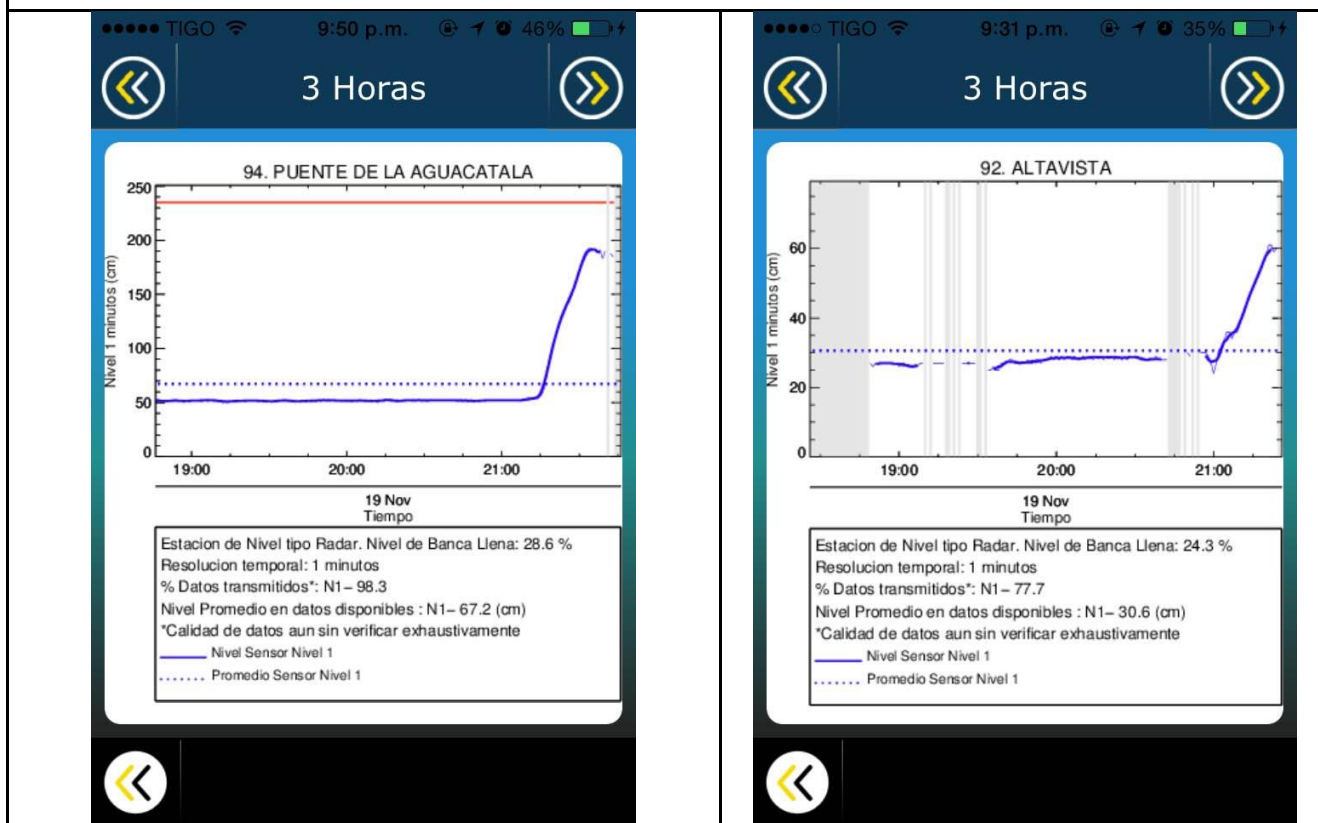 TIGO 9:50 p.m. 46%
3 Horas
94. PUENTE DE LA AGUACATALA
Nivel 1 minutos (cm)
250
200
150
100
50
0
19:00 20:00 21:00
19 Nov
Tiempo
Estacion de Nivel tipo Radar. Nivel de Banca Llena: 28.6 %
Resolucion temporal: 1 minutos
% Datos transmitidos*: N1– 98.3
Nivel Promedio en datos disponibles : N1– 67.2 (cm)
*Calidad de datos aun sin verificar exhaustivamente
Nivel Sensor Nivel 1
Promedio Sensor Nivel 1
TIGO 9:31 p.m. 35%
3 Horas
92. ALTAVISTA
Nivel 1 minutos (cm)
60
40
20
0
19:00 20:00 21:00
19 Nov
Tiempo
Estacion de Nivel tipo Radar. Nivel de Banca Llena: 24.3 %
Resolucion temporal: 1 minutos
% Datos transmitidos*: N1– 77.7
Nivel Promedio en datos disponibles : N1– 30.6 (cm)
*Calidad de datos aun sin verificar exhaustivamente
Nivel Sensor Nivel 1
Promedio Sensor Nivel 1